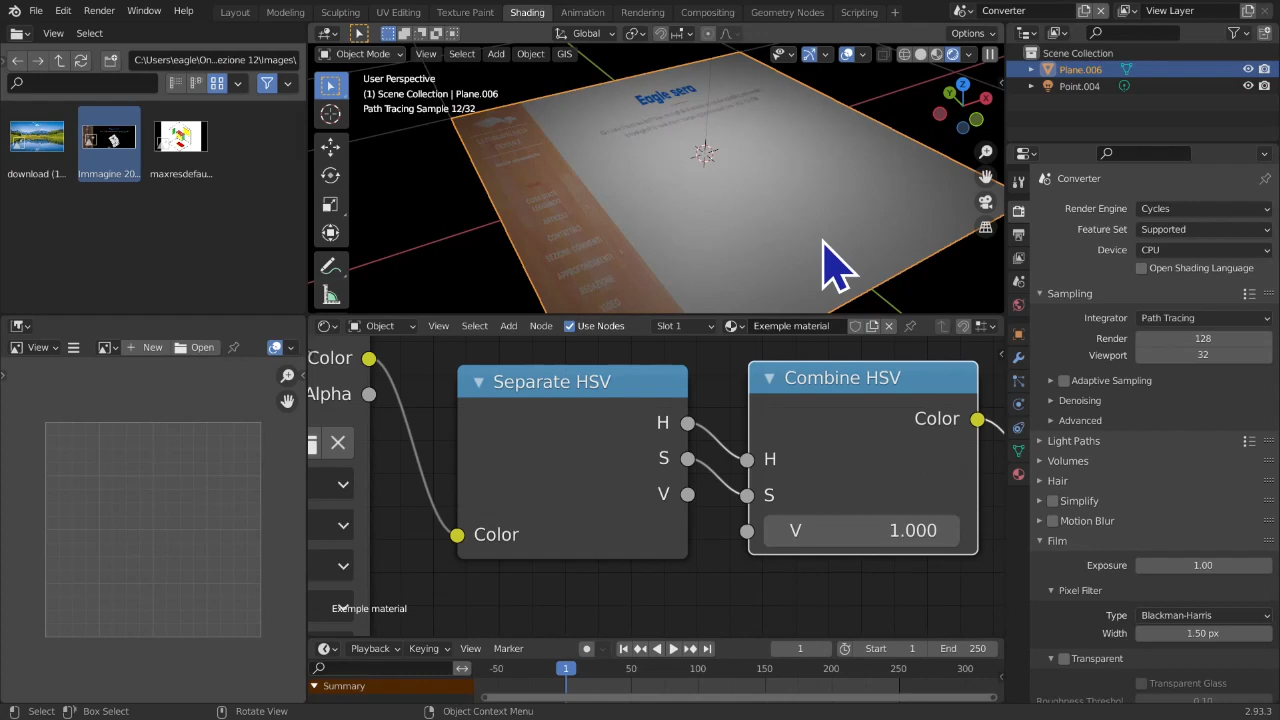 File Edit Render Window Help Layout Modeling Sculpting UV Editing Texture Paint Shading Animation Rendering Compositing Geometry Nodes Scripting + Converter View Layer
View Select
C:\Users\eagle\On...ezione 12\Images\
download (1...
Immagine 20...
maxresdefau...
View New Open
Global Options
Object Mode View Select Add Object GIS
User Perspective
(1) Scene Collection | Plane.006
Path Tracing Sample 12/32
Eagle sera
Object View Select Add Node Use Nodes Slot 1 Exemple material
Color
Alpha
Separate HSV
H
S
V
Color
Combine HSV
Color
H
S
V 1.000
Exemple material
Playback Keying View Marker 1 Start 1 End 250
-50 1 50 100 150 200 250 300
Summary
Scene Collection
Plane.006
Point.004
Converter
Render Engine Cycles
Feature Set Supported
Device CPU
Open Shading Language
Sampling
Integrator Path Tracing
Render 128
Viewport 32
Adaptive Sampling
Denoising
Advanced
Light Paths
Volumes
Hair
Simplify
Motion Blur
Film
Exposure 1.00
Pixel Filter
Type Blackman-Harris
Width 1.50 px
Transparent
Transparent Glass
Roughness Threshol 0.10
Select Box Select Rotate View Object Context Menu 2.93.3